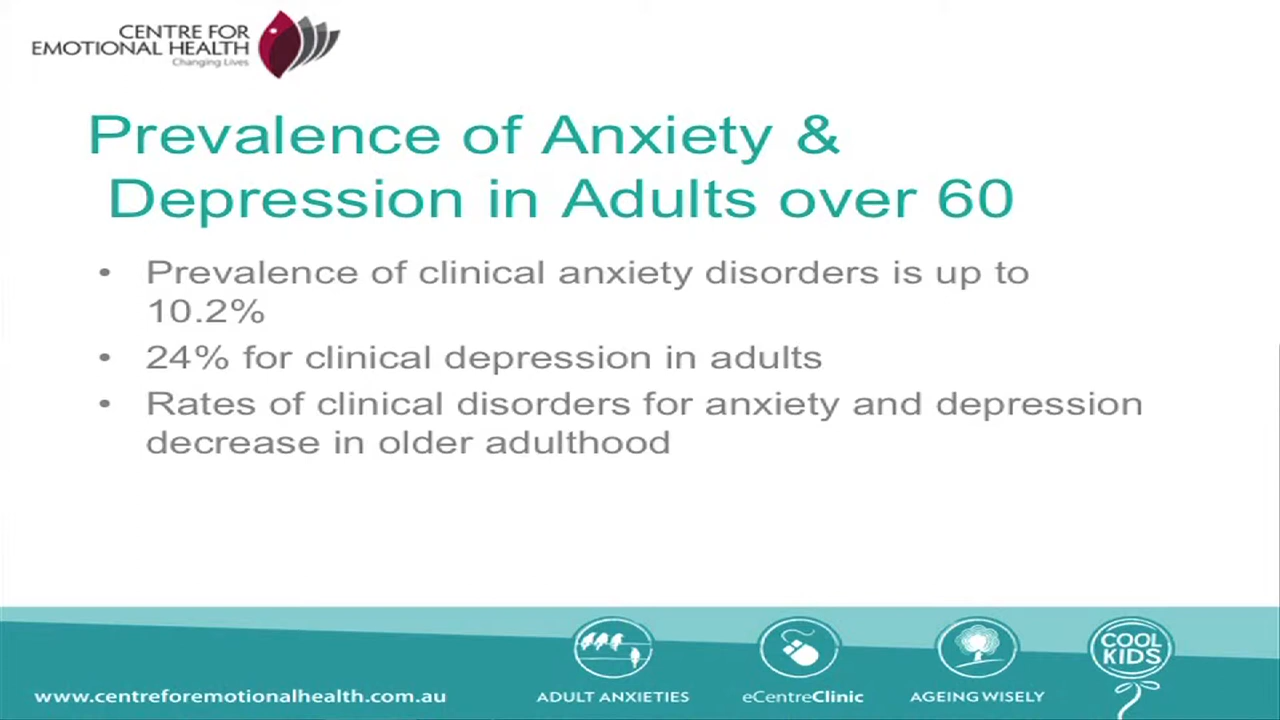 CENTRE FOR
EMOTIONAL HEALTH
Changing Lives
Prevalence of Anxiety &
Depression in Adults over 60
• Prevalence of clinical anxiety disorders is up to
10.2%
• 24% for clinical depression in adults
• Rates of clinical disorders for anxiety and depression
decrease in older adulthood
COOL
KIDS
www.centreforemotionalhealth.com.au
ADULT ANXIETIES
eCentreClinic
AGEING WISELY